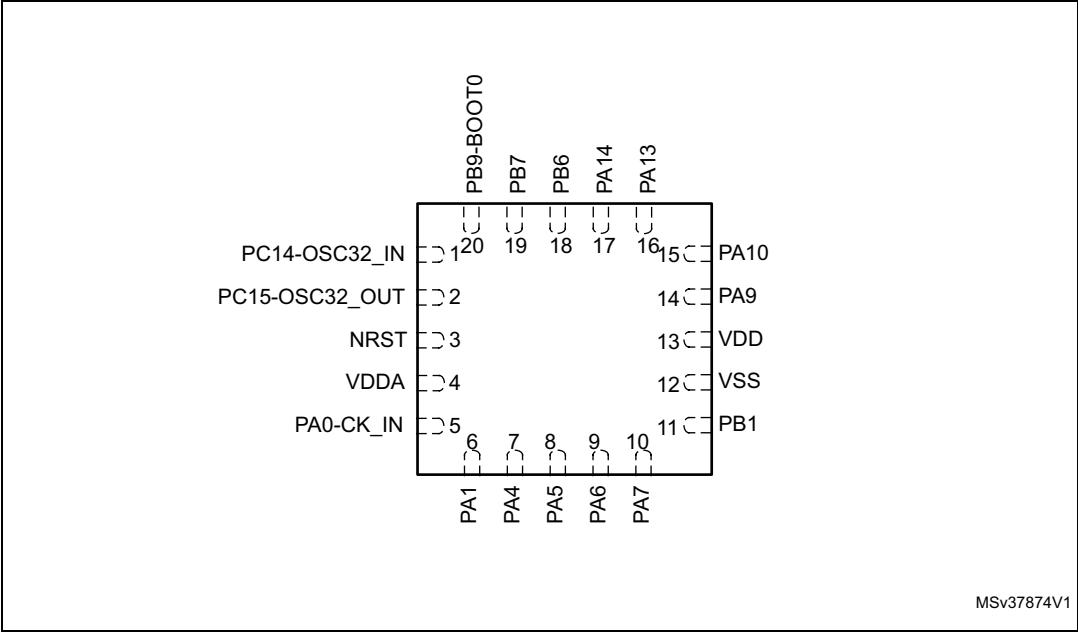 PB9-BOOT0
PB7
PB6
PA14
PA13
20
19
18
17
16
PC14-OSC32_IN
1
15
PA10
PC15-OSC32_OUT
2
14
PA9
NRST
3
13
VDD
VDDA
4
12
VSS
PA0-CK_IN
5
11
PB1
6
7
8
9
10
PA1
PA4
PA5
PA6
PA7
MSv37874V1